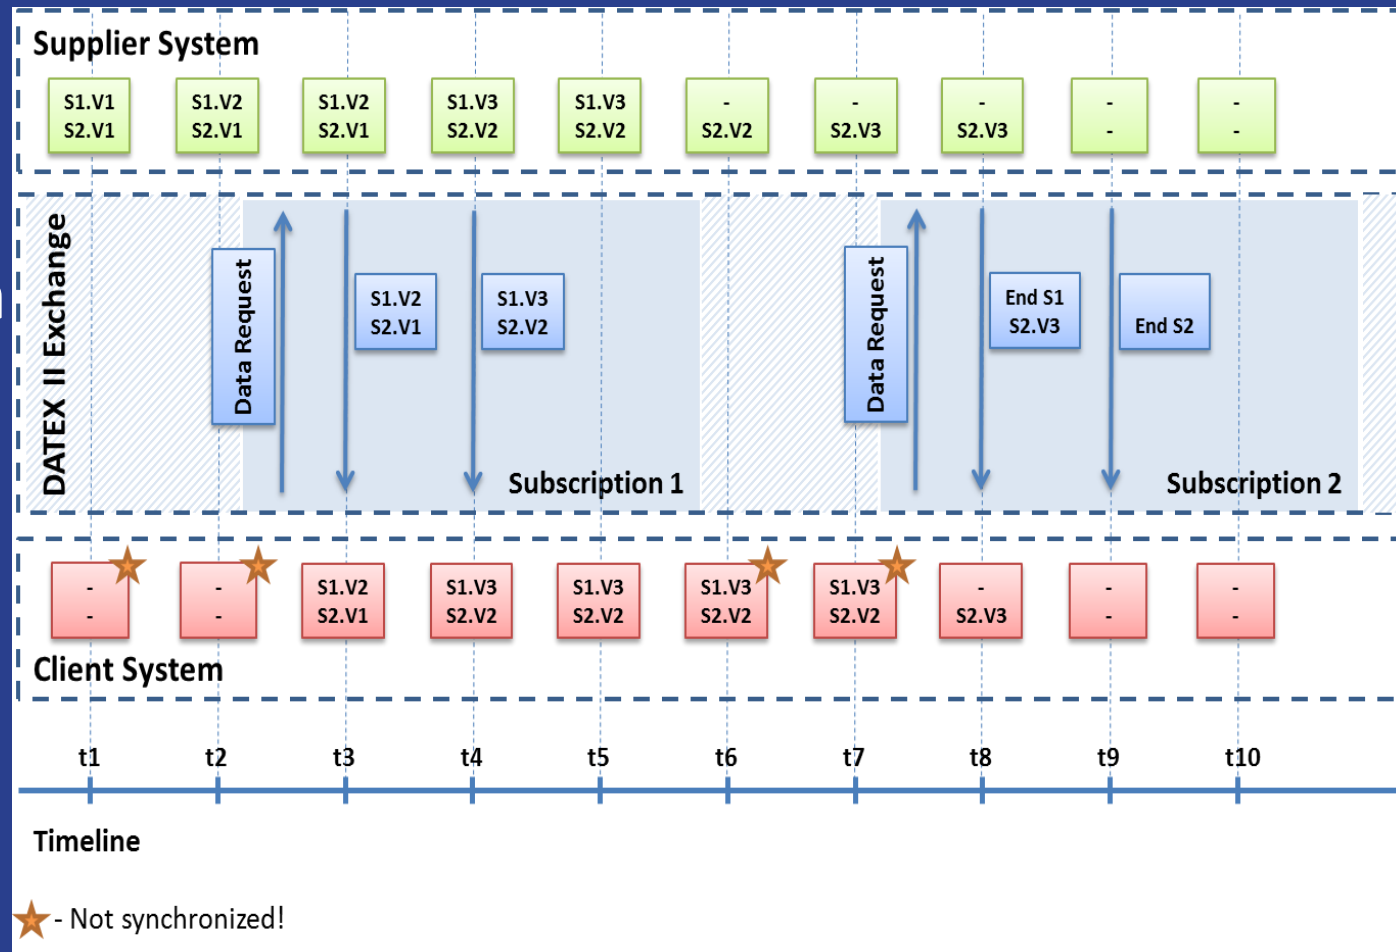 Supplier System
S1.V1
S2.V1
S1.V2
S2.V1
S1.V2
S2.V1
S1.V3
S2.V2
S1.V3
S2.V2
-
S2.V2
-
S2.V3
-
S2.V3
-
-
-
-
DATEX II Exchange
Data Request
S1.V2
S2.V1
S1.V3
S2.V2
Subscription 1
Data Request
End S1
S2.V3
End S2
Subscription 2
-
-
-
-
S1.V2
S2.V1
S1.V3
S2.V2
S1.V3
S2.V2
S1.V3
S2.V2
S1.V3
S2.V2
-
S2.V3
-
-
-
-
Client System
t1 t2 t3 t4 t5 t6 t7 t8 t9 t10
Timeline
- Not synchronized!